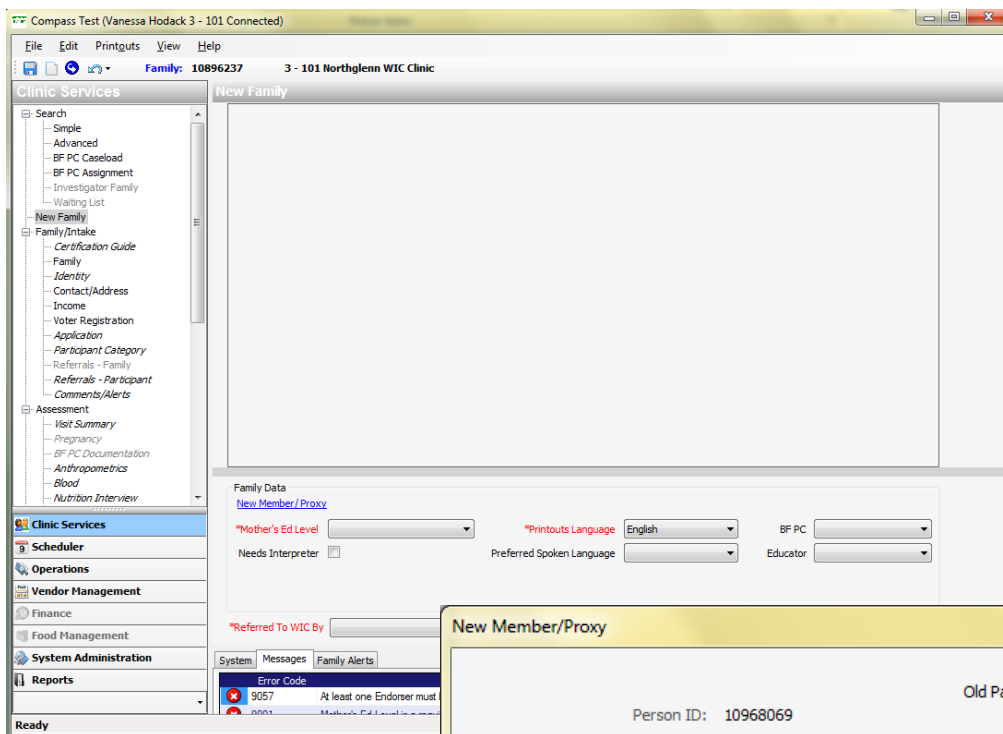 Compass Test (Vanessa Hodack 3 - 101 Connected)
File Edit Printouts View Help
Family: 10896237 3 - 101 Northglenn WIC Clinic
Clinic Services
New Family
Search
Simple
Advanced
BF PC Caseload
BF PC Assignment
Investigator Family
Waiting List
New Family
Family/Intake
Certification Guide
Family
Identity
Contact/Address
Income
Voter Registration
Application
Participant Category
Referrals - Family
Referrals - Participant
Comments/Alerts
Assessment
Visit Summary
Pregnancy
BF PC Documentation
Anthropometrics
Blood
Nutrition Interview
Clinic Services
Scheduler
Operations
Vendor Management
Finance
Food Management
System Administration
Reports
Ready
Family Data
New Member/Proxy
*Mother's Ed Level *Printouts Language English BF PC
Needs Interpreter Preferred Spoken Language Educator
*Referred To WIC By
System Messages Family Alerts
Error Code
9057 At least one Endorser must
New Member/Proxy
Old Pa
Person ID: 10968069